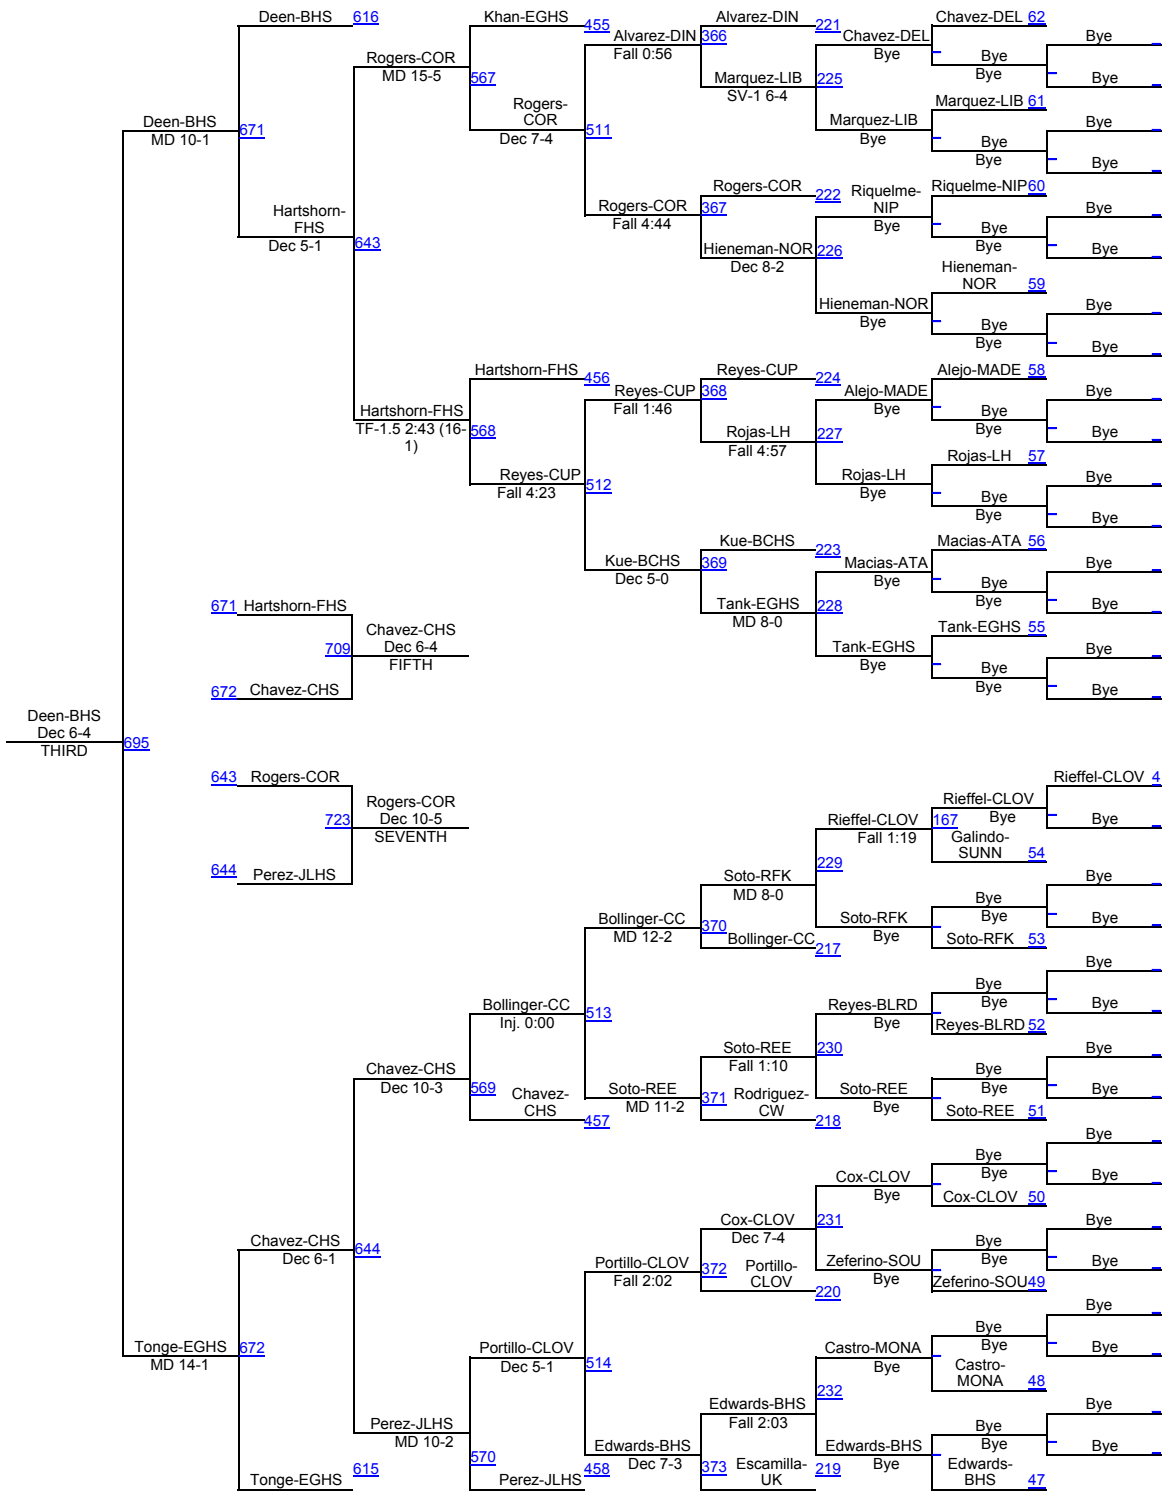 Deen-BHS 616 Khan-EGHS 455 Alvarez-DIN 221 Chavez-DEL 62
Alvarez-DIN 366 Chavez-DEL Bye
Rogers-COR Fall 0:56 Bye Bye
MD 15-5 567 Marquez-LIB 225 Bye Bye
Rogers-COR SV-1 6-4 Marquez-LIB 61
Deen-BHS 671 Dec 7-4 511 Marquez-LIB Bye
MD 10-1 Bye Bye Bye
Bye
Rogers-COR 222 Riquelme-NIP Riquelme-NIP 60
Hartshorn-FHS Rogers-COR 367 Bye Bye
Dec 5-1 643 Fall 4:44 Bye Bye
Hieneman-NOR 226 Bye
Dec 8-2 Hieneman-NOR 59
Hieneman-NOR Bye
Bye Bye Bye
Bye
Hartshorn-FHS 456 Reyes-CUP 224 Alejo-MADE 58
Reyes-CUP 368 Alejo-MADE Bye
Hartshorn-FHS Fall 1:46 Bye Bye Bye
TF-1.5 2:43 (16-1) 568 Rojas-LH 227 Bye
Fall 4:57 Rojas-LH 57
Reyes-CUP 512 Rojas-LH Bye
Fall 4:23 Bye Bye Bye
Bye
Kue-BCHS 223 Macias-ATA 56
Kue-BCHS 369 Macias-ATA Bye
Dec 5-0 Bye Bye Bye
671 Hartshorn-FHS Tank-EGHS 228 Bye
Chavez-CHS MD 8-0 Tank-EGHS 55
709 Dec 6-4 Tank-EGHS Bye
FIFTH Bye Bye Bye
672 Chavez-CHS Bye
Deen-BHS
Dec 6-4 695
THIRD
643 Rogers-COR Rieffel-CLOV 4
Rogers-COR Rieffel-CLOV
723 Dec 10-5 Rieffel-CLOV 167 Bye Bye
SEVENTH Fall 1:19 Galindo-SUNN 54
644 Perez-JLHS Soto-RFK 229 Bye
MD 8-0 Bye
Bollinger-CC 370 Soto-RFK Bye Bye
MD 12-2 Bollinger-CC 217 Bye Soto-RFK 53
Bye
Bollinger-CC 513 Reyes-BLRD Bye Bye
Inj. 0:00 Bye Bye
Reyes-BLRD 52
Chavez-CHS Soto-REE 230 Bye
Dec 10-3 569 Fall 1:10 Bye
Chavez-CHS 457 Soto-REE 371 Rodriguez-CW 218 Soto-REE Bye Bye
MD 11-2 Bye Soto-REE 51
Bye
Cox-CLOV Bye
Bye Bye Bye
Cox-CLOV 50
Chavez-CHS 644 Cox-CLOV 231 Bye
Dec 6-1 Dec 7-4 Bye
Portillo-CLOV 372 Portillo-CLOV 220 Zeferino-SOU Bye Bye
Fall 2:02 Bye Zeferino-SOU 49
Bye
Tonge-EGHS 672 Portillo-CLOV 514 Castro-MONA Bye
MD 14-1 Dec 5-1 Bye Bye Bye
Castro-MONA 48
Perez-JLHS Edwards-BHS 232 Bye
MD 10-2 Fall 2:03 Bye
570 Edwards-BHS 373 Escamilla-UK 219 Edwards-BHS Bye Bye
Tonge-EGHS 615 Perez-JLHS 458 Dec 7-3 Bye Edwards-BHS 47